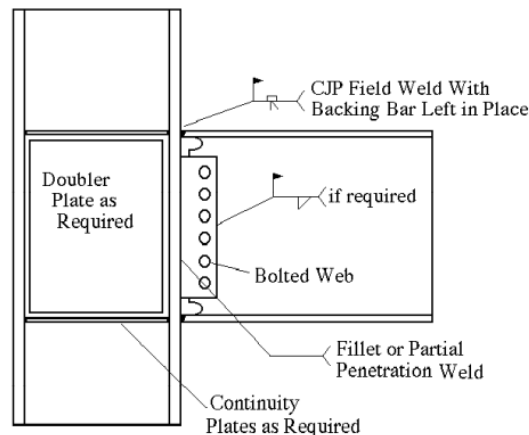 CJP Field Weld With
Backing Bar Left in Place
Doubler
Plate as
Required
if required
Bolted Web
Fillet or Partial
Penetration Weld
Continuity
Plates as Required